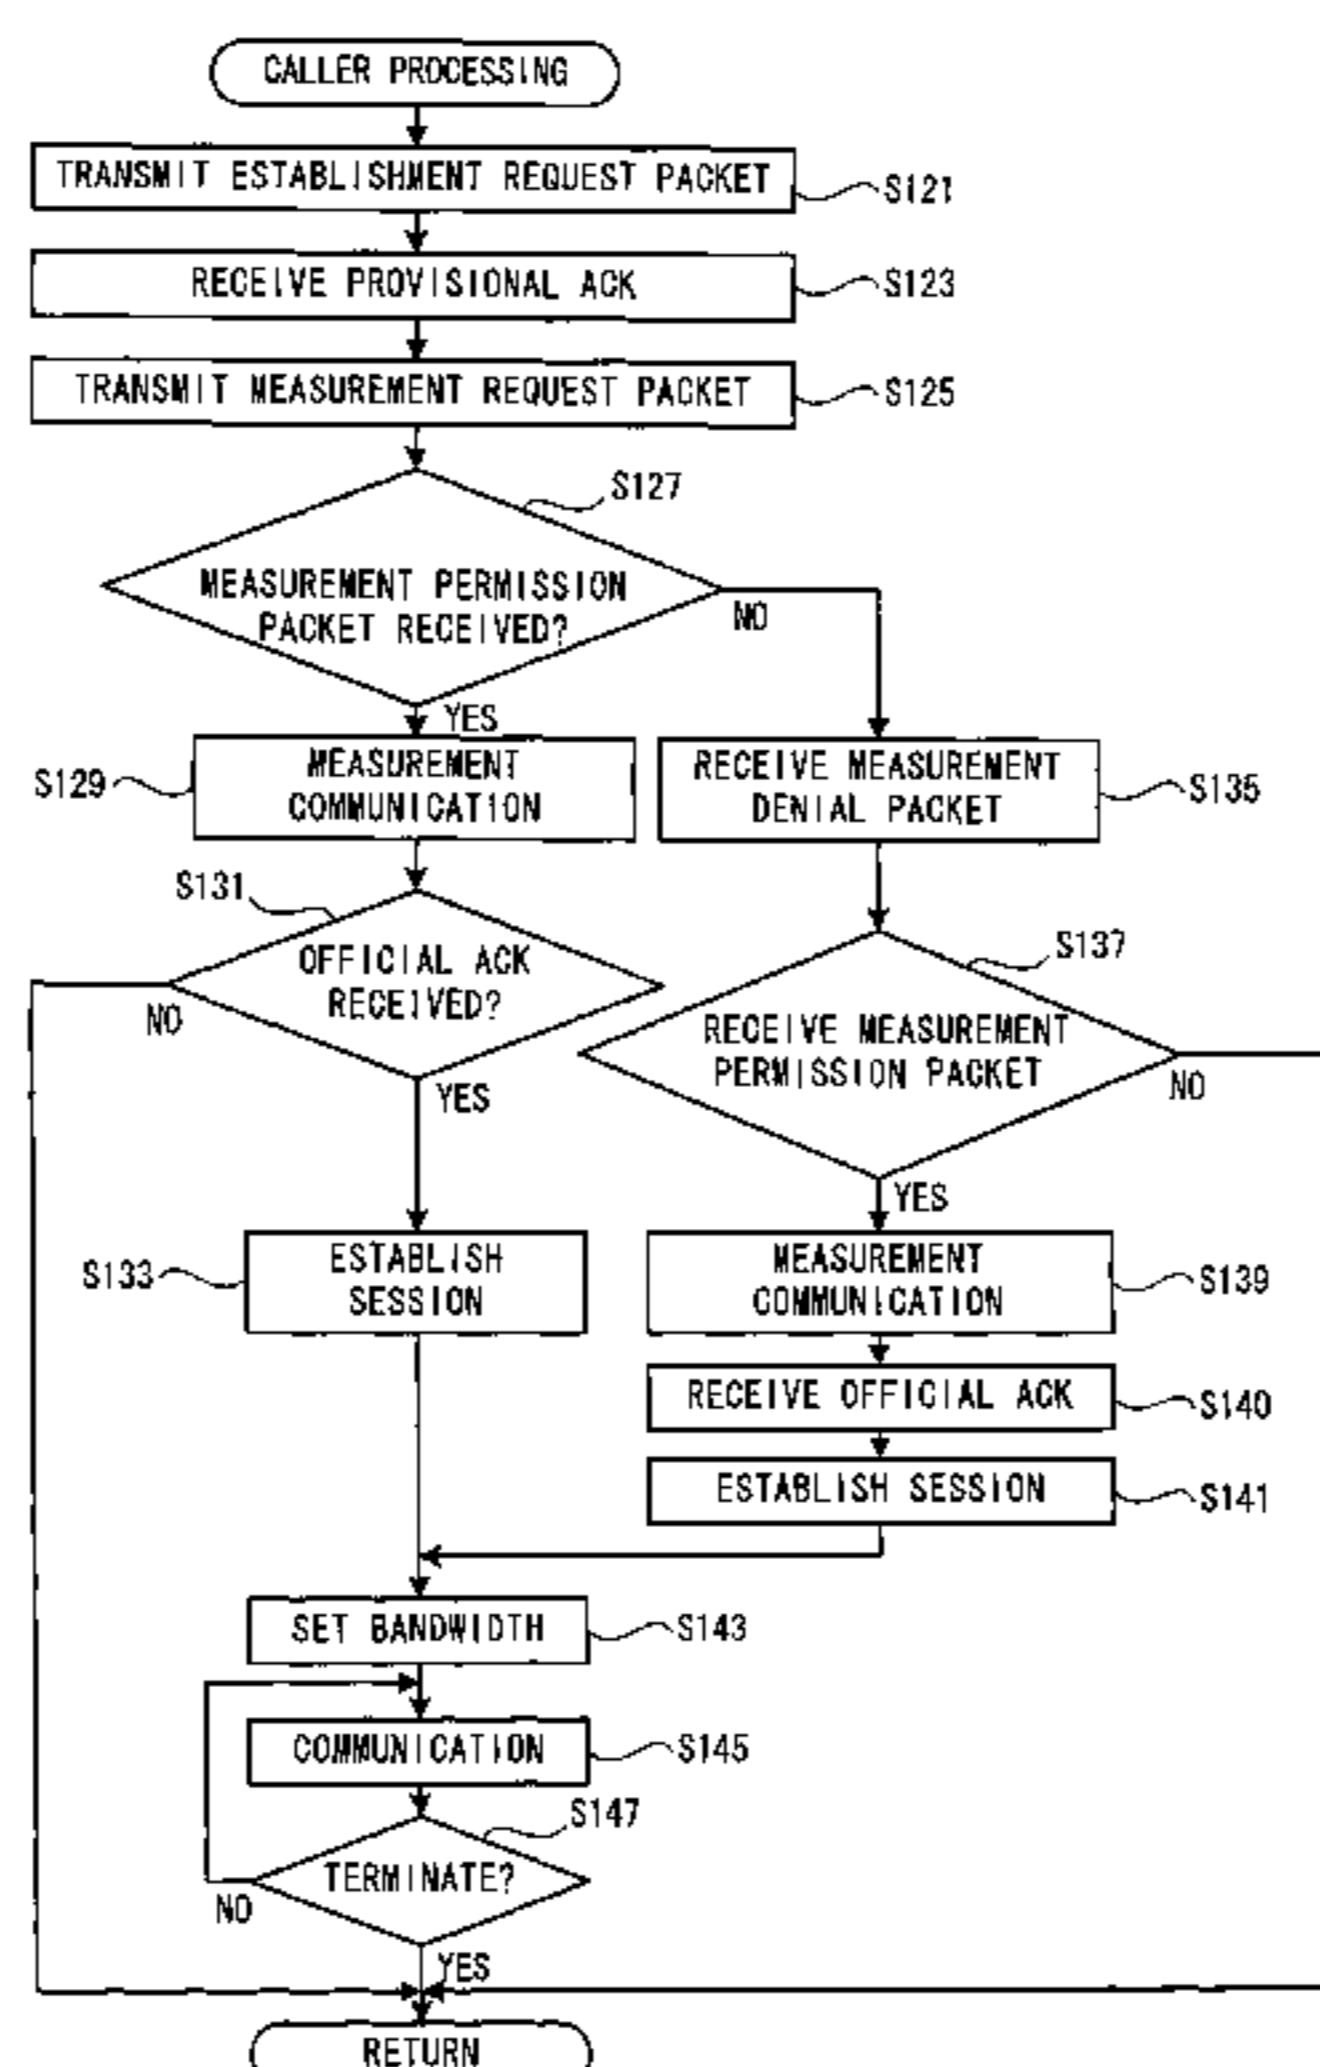 CALLER PROCESSING
TRANSMIT ESTABLISHMENT REQUEST PACKET
S121
RECEIVE PROVISIONAL ACK
S123
TRANSMIT MEASUREMENT REQUEST PACKET
S125
S127
MEASUREMENT PERMISSION
PACKET RECEIVED?
NO
YES
S129
MEASUREMENT
COMMUNICATION
RECEIVE MEASUREMENT
DENIAL PACKET
S135
S131
OFFICIAL ACK
RECEIVED?
NO
YES
S137
RECEIVE MEASUREMENT
PERMISSION PACKET
NO
YES
S133
ESTABLISH
SESSION
MEASUREMENT
COMMUNICATION
S139
RECEIVE OFFICIAL ACK
S140
ESTABLISH SESSION
S141
SET BANDWIDTH
S143
COMMUNICATION
S145
S147
TERMINATE?
NO
YES
RETURN